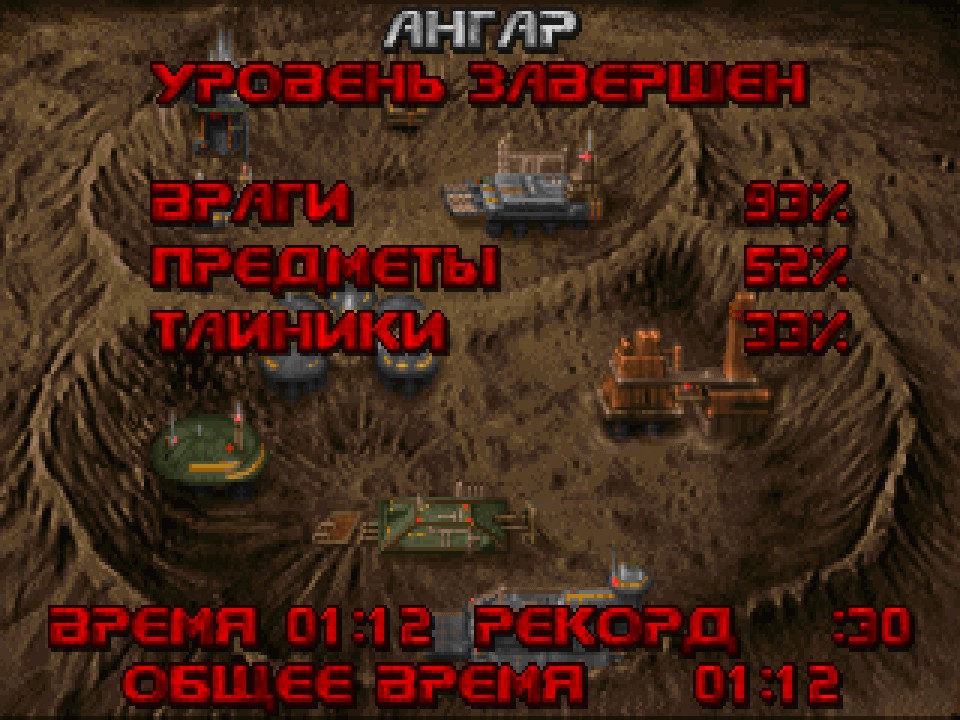 АНГАР
УРОВЕНЬ ЗАВЕРШЕН
ВРАГИ 93%
ПРЕДМЕТЫ 52%
ТАЙНИКИ 33%
ВРЕМЯ 01:12 РЕКОРД :30
ОБЩЕЕ ВРЕМЯ 01:12